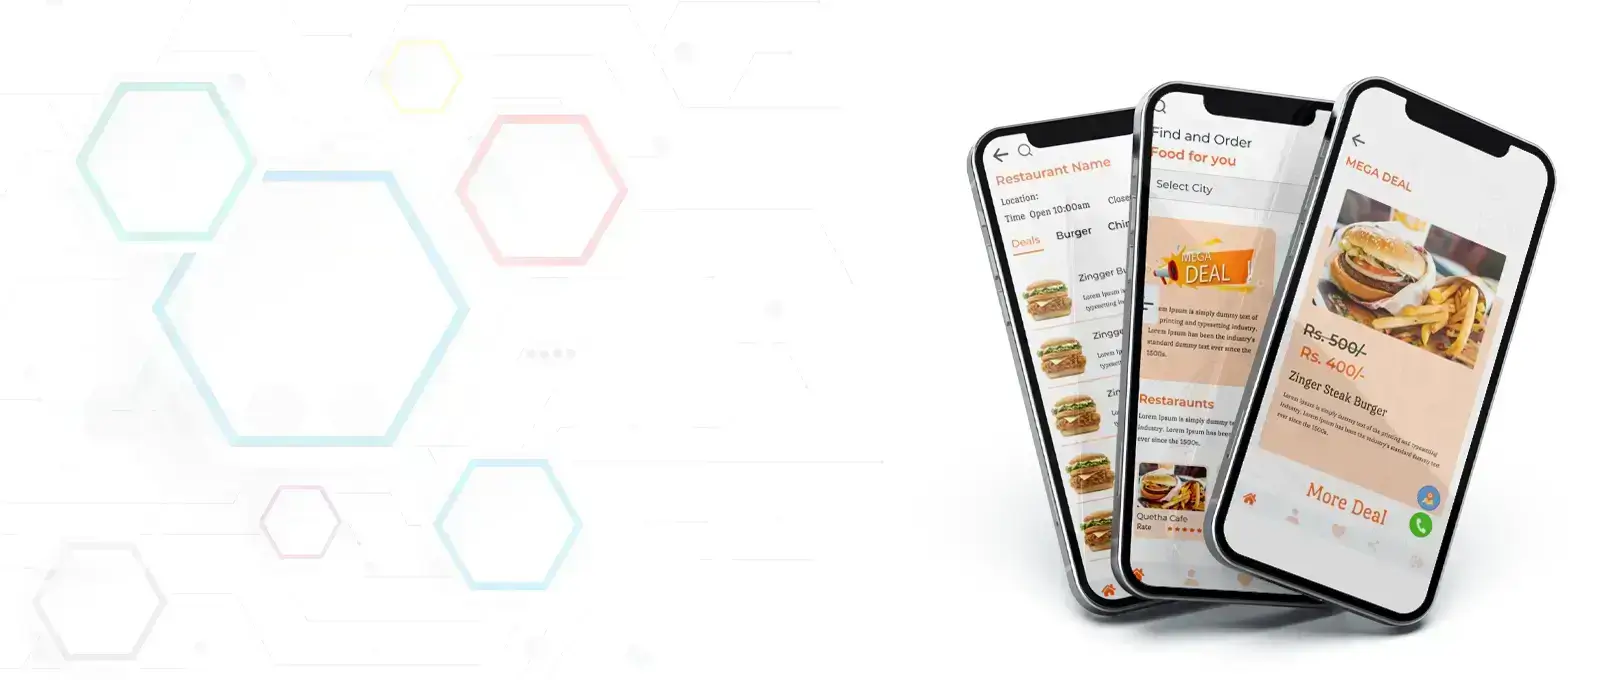 Restaurant Name
Location:
Time Open 10:00am Close
Deals Burger Chin
Zingger Bu
Lorem Ipsum is
typesetting in
Zingge
Lorem Ip
typese
Zin
Find and Order
Food for you
Select City
MEGA
DEAL
em Ipsum is simply dummy text of
printing and typesetting industry.
Lorem Ipsum has been the industry's
standard dummy text ever since the
1500s.
Restaraunts
Lorem Ipsum is simply dummy te
industry. Lorem Ipsum has been
ever since the 1500s.
Quetha Cafe
Rate
MEGA DEAL
Rs. 500/-
Rs. 400/-
Zinger Steak Burger
Lorem Ipsum is simply dummy text of the printing and typesetting
industry. Lorem Ipsum has been the industry's standard dummy text
ever since the 1500s.
More Deal